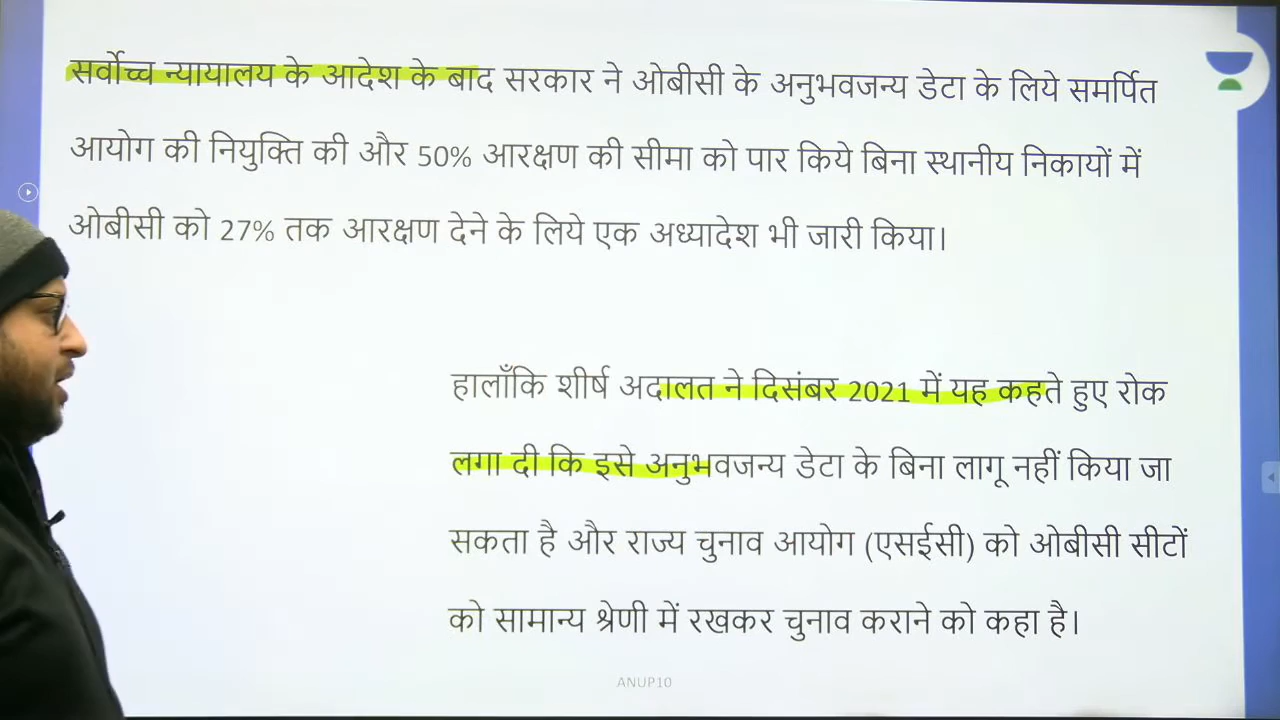 सर्वोच्च न्यायालय के आदेश के बाद सरकार ने ओबीसी के अनुभवजन्य डेटा के लिये समर्पित
आयोग की नियुक्ति की और 50% आरक्षण की सीमा को पार किये बिना स्थानीय निकायों में
ओबीसी को 27% तक आरक्षण देने के लिये एक अध्यादेश भी जारी किया।
हालाँकि शीर्ष अदालत ने दिसंबर 2021 में यह कहते हुए रोक
लगा दी कि इसे अनुभवजन्य डेटा के बिना लागू नहीं किया जा
सकता है और राज्य चुनाव आयोग (एसईसी) को ओबीसी सीटों
को सामान्य श्रेणी में रखकर चुनाव कराने को कहा है।
ANUP10